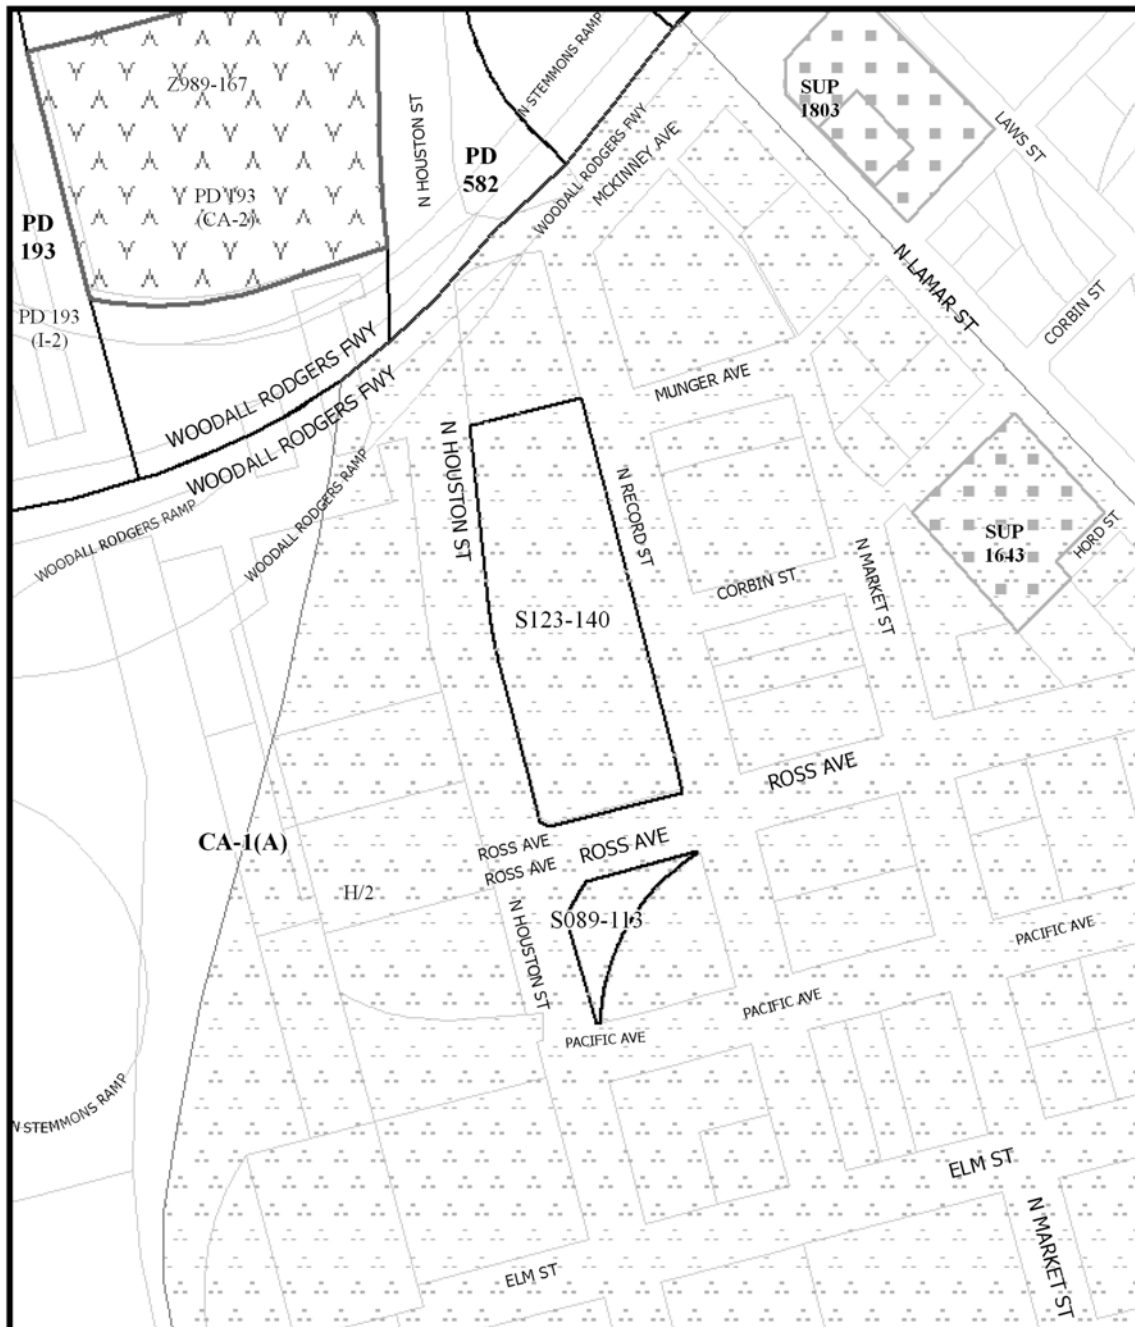 Z989-167
N HOUSTON ST
N STEMMONS RAMP
SUP
1803
LAWS ST
PD
582
WOODALL RODGERS FWY
MCKINNEY AVE
PD 193
(CA-2)
PD
193
N LAMAR ST
CORBIN ST
PD 193
(I-2)
WOODALL RODGERS FWY
WOODALL RODGERS FWY
MUNGER AVE
N HOUSTON ST
N RECORD ST
WOODALL RODGERS RAMP
WOODALL RODGERS RAMP
SUP
1643
HORD ST
CORBIN ST
N MARKET ST
S123-140
ROSS AVE
CA-1(A)
ROSS AVE
ROSS AVE
ROSS AVE
H/2
S089-113
N HOUSTON ST
PACIFIC AVE
PACIFIC AVE
PACIFIC AVE
N STEMMONS RAMP
ELM ST
N MARKET ST
ELM ST